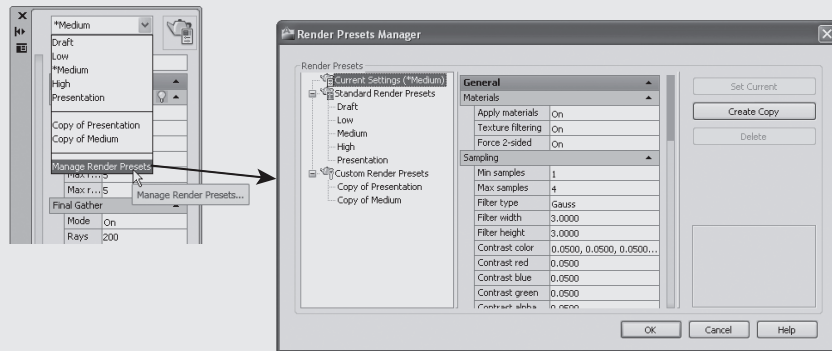 *Medium
Draft
Low
*Medium
High
Presentation
Copy of Presentation
Copy of Medium
Manage Render Presets
Max r... 5
Max r... 5
Manage Render Presets...
Final Gather
Mode On
Rays 200
Render Presets Manager
Render Presets
Current Settings (*Medium)
Standard Render Presets
Draft
Low
Medium
High
Presentation
Custom Render Presets
Copy of Presentation
Copy of Medium
General
Materials
Apply materials On
Texture filtering On
Force 2-sided On
Sampling
Min samples 1
Max samples 4
Filter type Gauss
Filter width 3.0000
Filter height 3.0000
Contrast color 0.0500, 0.0500, 0.0500...
Contrast red 0.0500
Contrast blue 0.0500
Contrast green 0.0500
Contrast alpha 0.0500
Set Current
Create Copy
Delete
OK
Cancel
Help